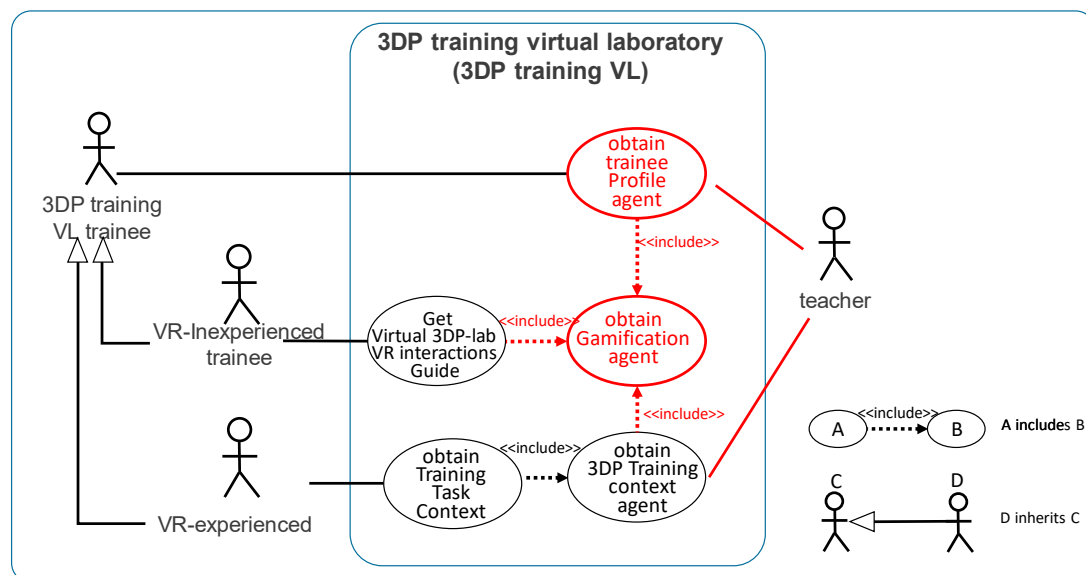 3DP training virtual laboratory
(3DP training VL)
obtain
trainee
Profile
agent
3DP training
VL trainee
<<include>>
teacher
VR-Inexperienced
trainee
Get
Virtual 3DP-lab
VR interactions
Guide
<<include>>
obtain
Gamification
agent
<<include>>
obtain
Training
Task
Context
<<include>>
obtain
3DP Training
context
agent
VR-experienced
A
<<include>>
B
A includes B
C
D
D inherits C